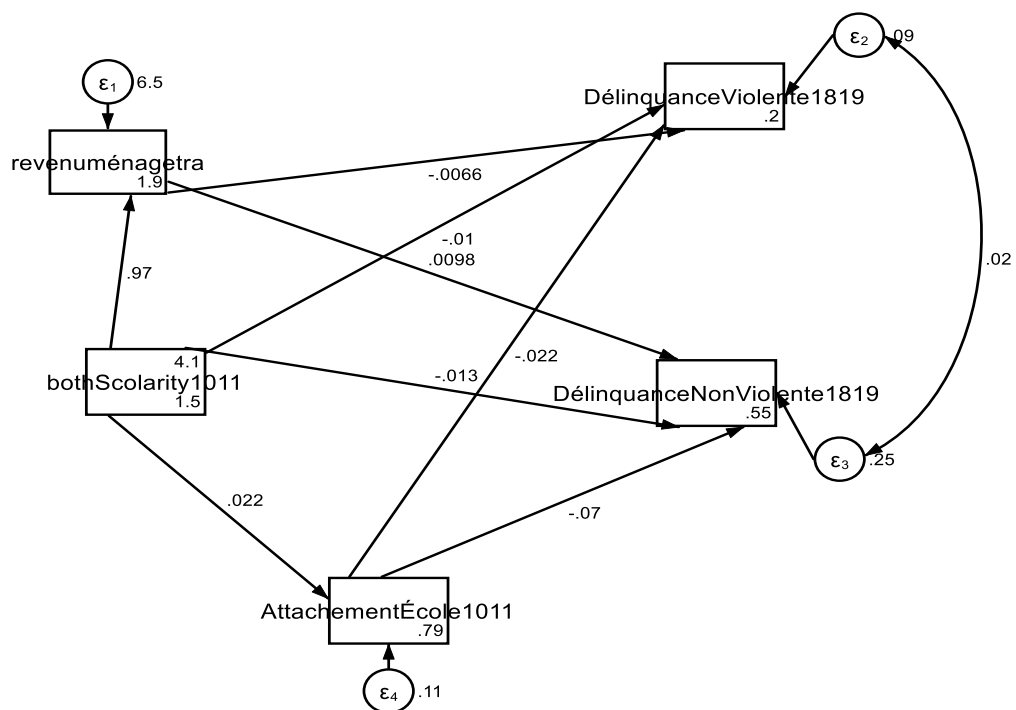 ε2
.09
ε1
6.5
DélinquanceViolente1819
.2
revenuménagetra
1.9
-.0066
-.01
.0098
.02
.97
4.1
bothScolarity1011
1.5
-.022
-.013
DélinquanceNonViolente1819
.55
ε3
.25
.022
-.07
AttachementÉcole1011
.79
ε4
.11